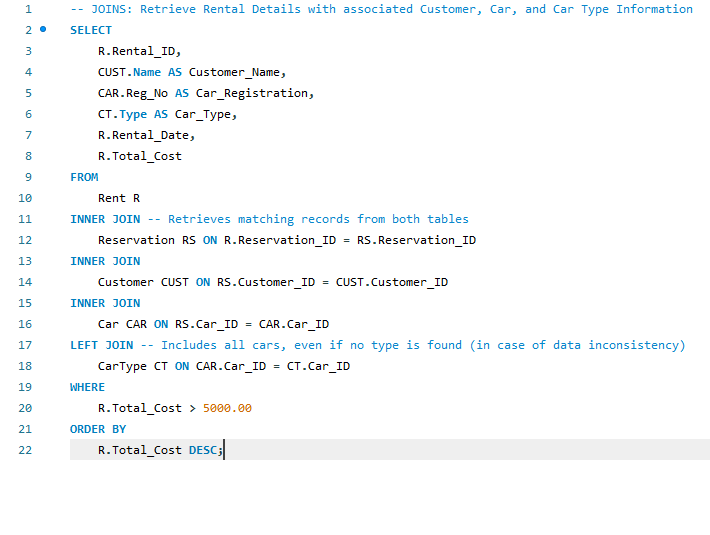 1 -- JOINS: Retrieve Rental Details with associated Customer, Car, and Car Type Information
2 SELECT
3 R.Rental_ID,
4 CUST.Name AS Customer_Name,
5 CAR.Reg_No AS Car_Registration,
6 CT.Type AS Car_Type,
7 R.Rental_Date,
8 R.Total_Cost
9 FROM
10 Rent R
11 INNER JOIN -- Retrieves matching records from both tables
12 Reservation RS ON R.Reservation_ID = RS.Reservation_ID
13 INNER JOIN
14 Customer CUST ON RS.Customer_ID = CUST.Customer_ID
15 INNER JOIN
16 Car CAR ON RS.Car_ID = CAR.Car_ID
17 LEFT JOIN -- Includes all cars, even if no type is found (in case of data inconsistency)
18 CarType CT ON CAR.Car_ID = CT.Car_ID
19 WHERE
20 R.Total_Cost > 5000.00
21 ORDER BY
22 R.Total_Cost DESC;